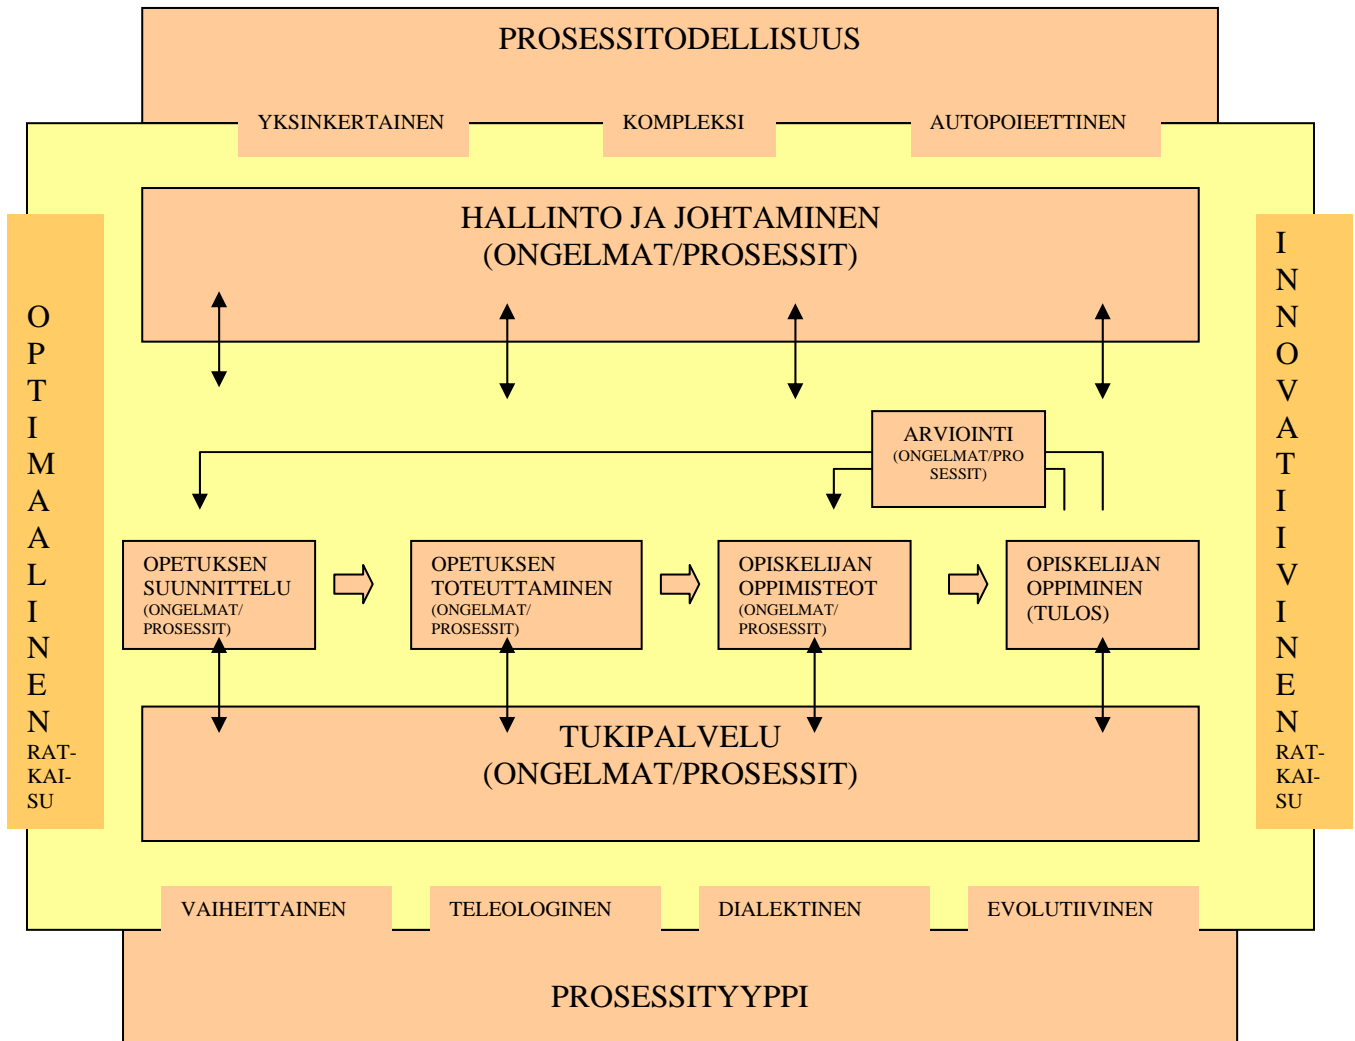 PROSESSITODELLISUUS
YKSINKERTAINEN
KOMPLEKSI
AUTOPOIEETTINEN
HALLINTO JA JOHTAMINEN
(ONGELMAT/PROSESSIT)
O
P
T
I
M
A
A
L
I
N
E
N
RAT-
KAI-
SU
I
N
N
O
V
A
T
I
I
V
I
N
E
N
RAT-
KAI-
SU
ARVIOINTI
(ONGELMAT/PRO
SESSIT)
OPETUKSEN
SUUNNITTELU
(ONGELMAT/
PROSESSIT)
OPETUKSEN
TOTEUTTAMINEN
(ONGELMAT/
PROSESSIT)
OPISKELIJAN
OPPIMISTEOT
(ONGELMAT/
PROSESSIT)
OPISKELIJAN
OPPIMINEN
(TULOS)
TUKIPALVELU
(ONGELMAT/PROSESSIT)
VAIHEITTAINEN
TELEOLOGINEN
DIALEKTINEN
EVOLUTIIVINEN
PROSESSITYYPPI